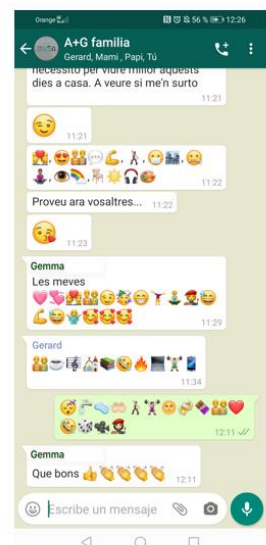 Orange
56 % 12:26
A+G familia
Gerard, Mami, Papi, Tú
necessito per viure millor aquests
dies a casa. A veure si me'n surto
11:21
11:21
11:22
Proveu ara vosaltres... 11:22
11:23
Gemma
Les meves
11:29
Gerard
11:34
12:11
Gemma
Que bons 12:11
Escribe un mensaje